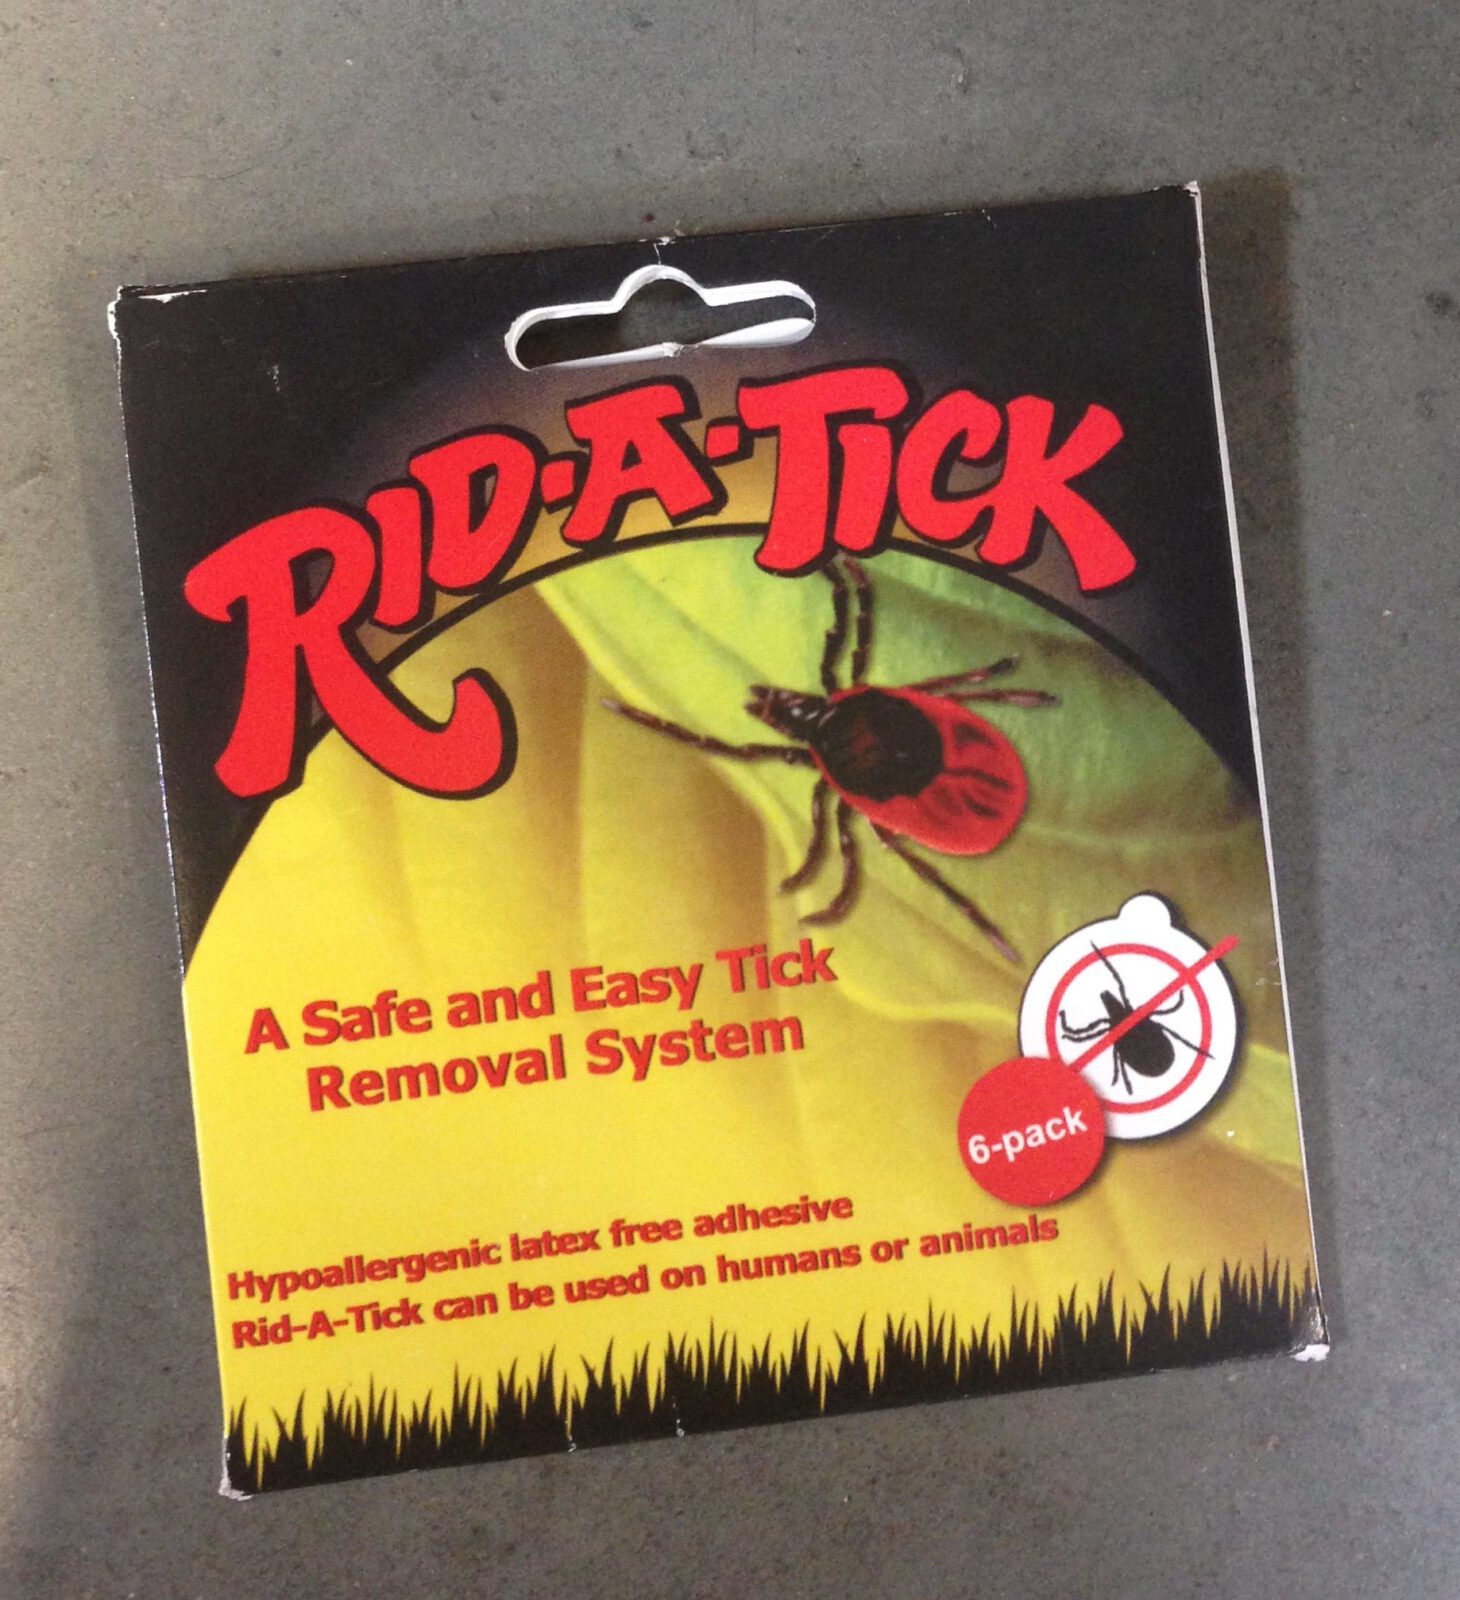 RID-A-TICK
A Safe and Easy Tick
Removal System
6-pack
Hypoallergenic latex free adhesive
Rid-A-Tick can be used on humans or animals